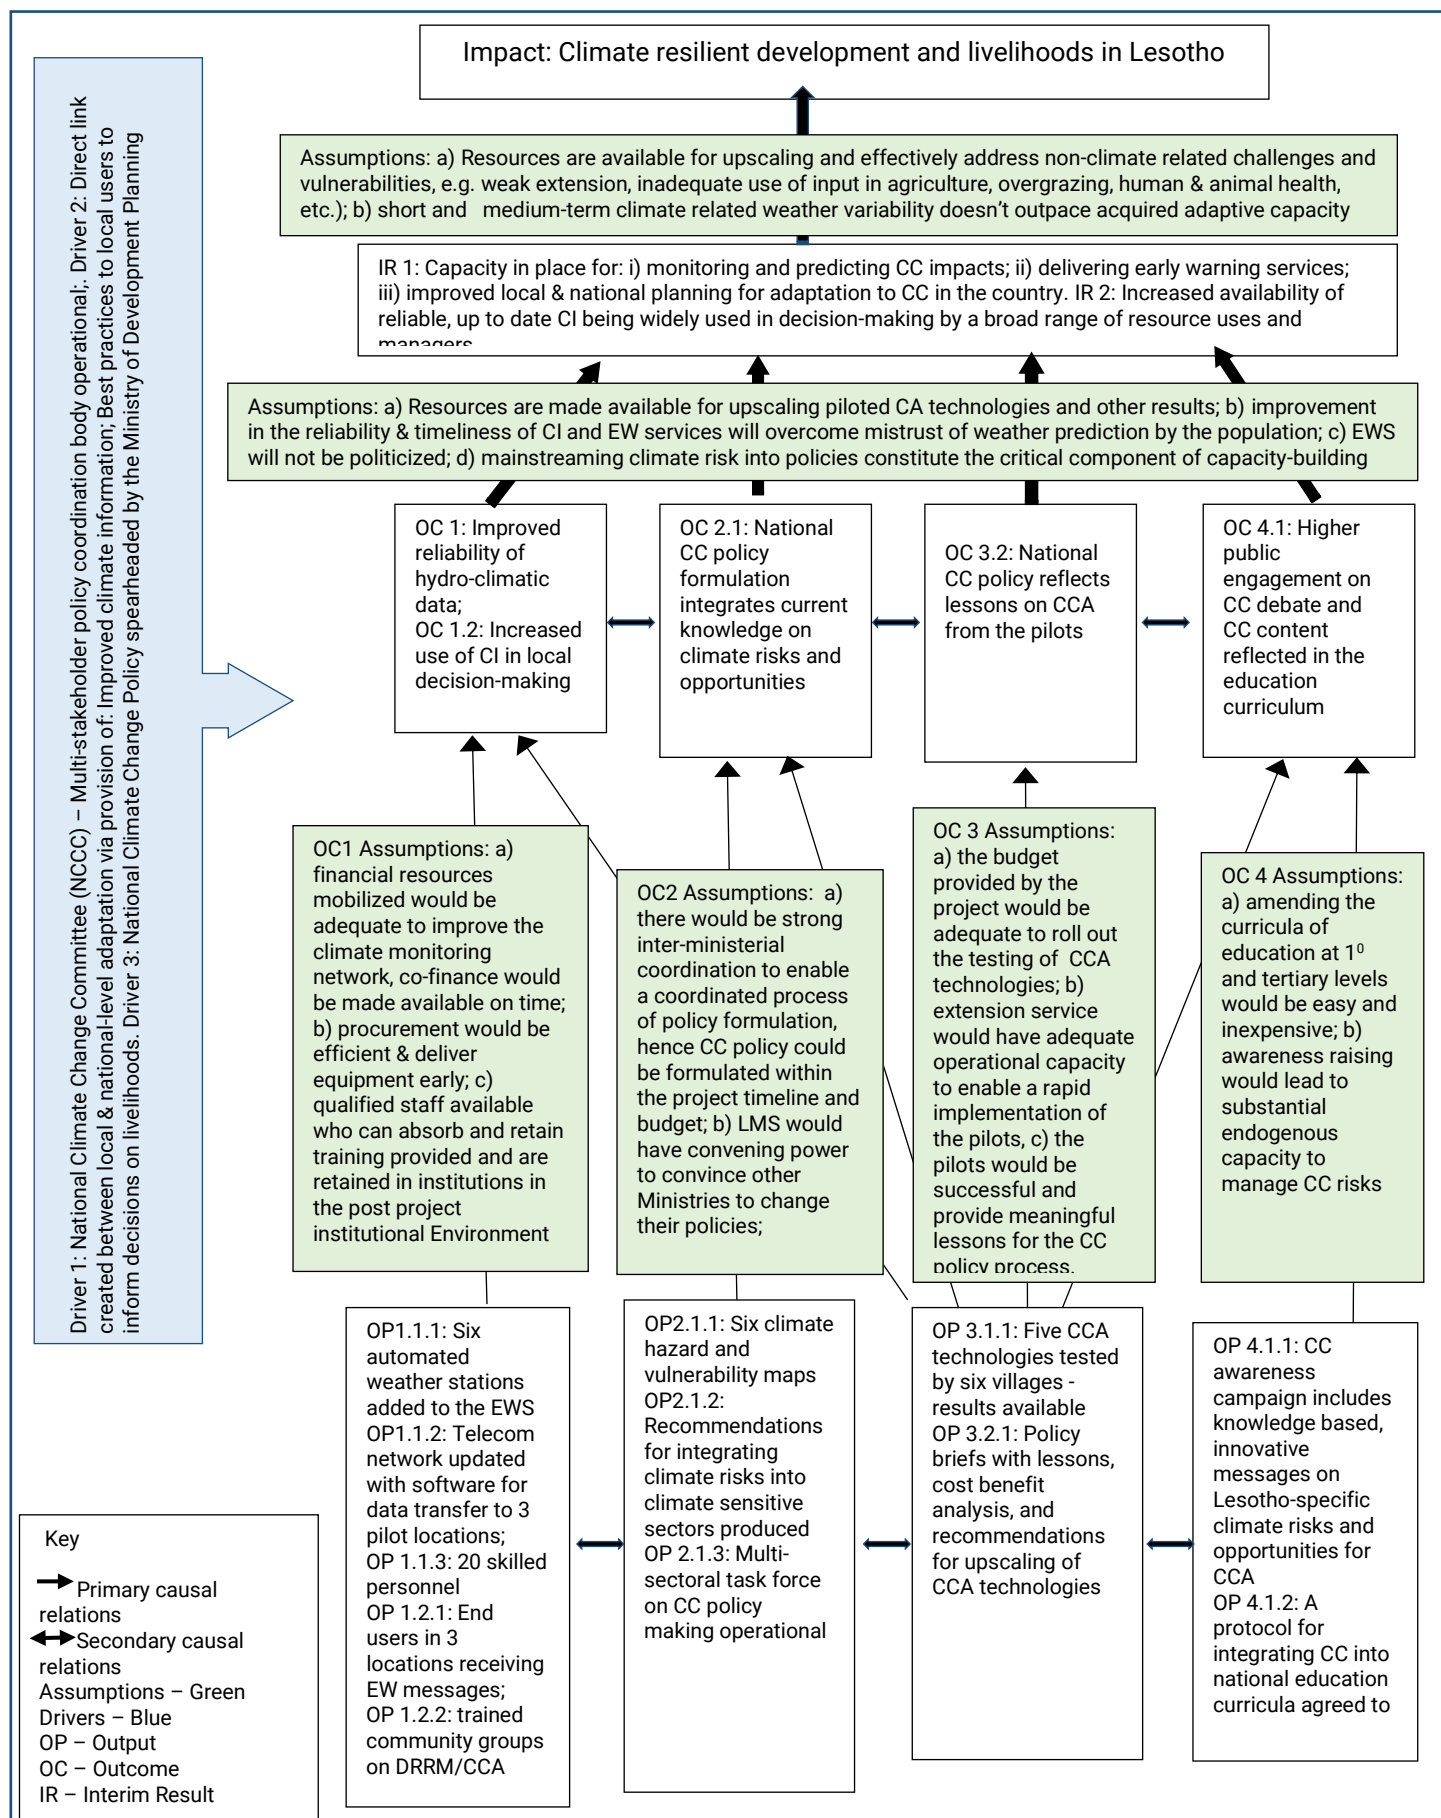 Impact: Climate resilient development and livelihoods in Lesotho
Driver 1: National Climate Change Committee (NCCC) – Multi-stakeholder policy coordination body operational;. Driver 2: Direct link
created between local & national-level adaptation via provision of: Improved climate information; Best practices to local users to
inform decisions on livelihoods. Driver 3: National Climate Change Policy spearheaded by the Ministry of Development Planning
Assumptions: a) Resources are available for upscaling and effectively address non-climate related challenges and
vulnerabilities, e.g. weak extension, inadequate use of input in agriculture, overgrazing, human & animal health,
etc.); b) short and medium-term climate related weather variability doesn't outpace acquired adaptive capacity
IR 1: Capacity in place for: i) monitoring and predicting CC impacts; ii) delivering early warning services;
iii) improved local & national planning for adaptation to CC in the country. IR 2: Increased availability of
reliable, up to date CI being widely used in decision-making by a broad range of resource uses and
managers
Assumptions: a) Resources are made available for upscaling piloted CA technologies and other results; b) improvement
in the reliability & timeliness of CI and EW services will overcome mistrust of weather prediction by the population; c) EWS
will not be politicized; d) mainstreaming climate risk into policies constitute the critical component of capacity-building
OC 1: Improved
reliability of
hydro-climatic
data;
OC 1.2: Increased
use of CI in local
decision-making
OC 2.1: National
CC policy
formulation
integrates current
knowledge on
climate risks and
opportunities
OC 3.2: National
CC policy reflects
lessons on CCA
from the pilots
OC 4.1: Higher
public
engagement on
CC debate and
CC content
reflected in the
education
curriculum
OC1 Assumptions: a)
financial resources
mobilized would be
adequate to improve the
climate monitoring
network, co-finance would
be made available on time;
b) procurement would be
efficient & deliver
equipment early; c)
qualified staff available
who can absorb and retain
training provided and are
retained in institutions in
the post project
institutional Environment
OC2 Assumptions: a)
there would be strong
inter-ministerial
coordination to enable
a coordinated process
of policy formulation,
hence CC policy could
be formulated within
the project timeline and
budget; b) LMS would
have convening power
to convince other
Ministries to change
their policies;
OC 3 Assumptions:
a) the budget
provided by the
project would be
adequate to roll out
the testing of CCA
technologies; b)
extension service
would have adequate
operational capacity
to enable a rapid
implementation of
the pilots, c) the
pilots would be
successful and
provide meaningful
lessons for the CC
policy process.
OC 4 Assumptions:
a) amending the
curricula of
education at 1⁰
and tertiary levels
would be easy and
inexpensive; b)
awareness raising
would lead to
substantial
endogenous
capacity to
manage CC risks
OP1.1.1: Six
automated
weather stations
added to the EWS
OP1.1.2: Telecom
network updated
with software for
data transfer to 3
pilot locations;
OP 1.1.3: 20 skilled
personnel
OP 1.2.1: End
users in 3
locations receiving
EW messages;
OP 1.2.2: trained
community groups
on DRRM/CCA
OP2.1.1: Six climate
hazard and
vulnerability maps
OP2.1.2:
Recommendations
for integrating
climate risks into
climate sensitive
sectors produced
OP 2.1.3: Multi-
sectoral task force
on CC policy
making operational
OP 3.1.1: Five CCA
technologies tested
by six villages -
results available
OP 3.2.1: Policy
briefs with lessons,
cost benefit
analysis, and
recommendations
for upscaling of
CCA technologies
OP 4.1.1: CC
awareness
campaign includes
knowledge based,
innovative
messages on
Lesotho-specific
climate risks and
opportunities for
CCA
OP 4.1.2: A
protocol for
integrating CC into
national education
curricula agreed to
Key
Primary causal
relations
Secondary causal
relations
Assumptions – Green
Drivers – Blue
OP – Output
OC – Outcome
IR – Interim Result